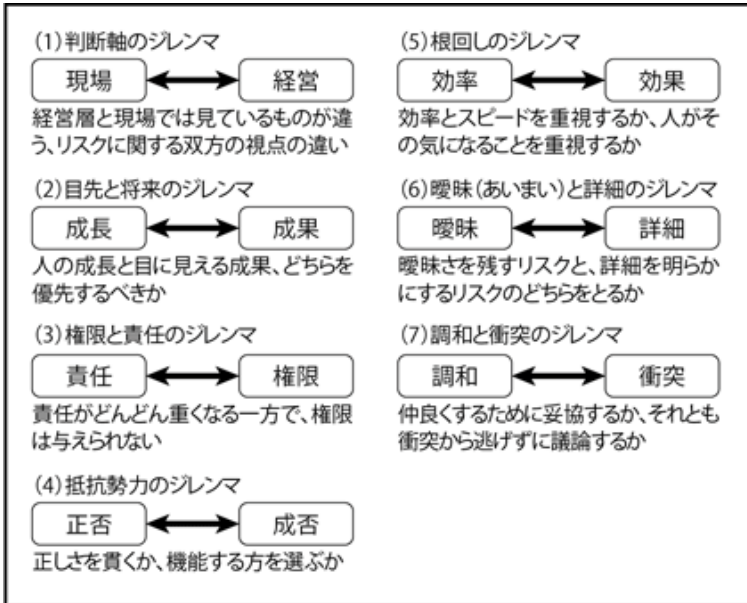 (1)判断軸のジレンマ
現場
経営
経営層と現場では見ているものが違
う、リスクに関する双方の視点の違い
(2)目先と将来のジレンマ
成長
成果
人の成長と目に見える成果、どちらを
優先するべきか
(3)権限と責任のジレンマ
責任
権限
責任がどんどん重くなる一方で、権限
は与えられない
(4)抵抗勢力のジレンマ
正否
成否
正しさを貫くか、機能する方を選ぶか
(5)根回しのジレンマ
効率
効果
効率とスピードを重視するか、人がそ
の気になることを重視するか
(6)曖昧(あいまい)と詳細のジレンマ
曖昧
詳細
曖昧さを残すリスクと、詳細を明らか
にするリスクのどちらをとるか
(7)調和と衝突のジレンマ
調和
衝突
仲良くするために妥協するか、それとも
衝突から逃げずに議論するか